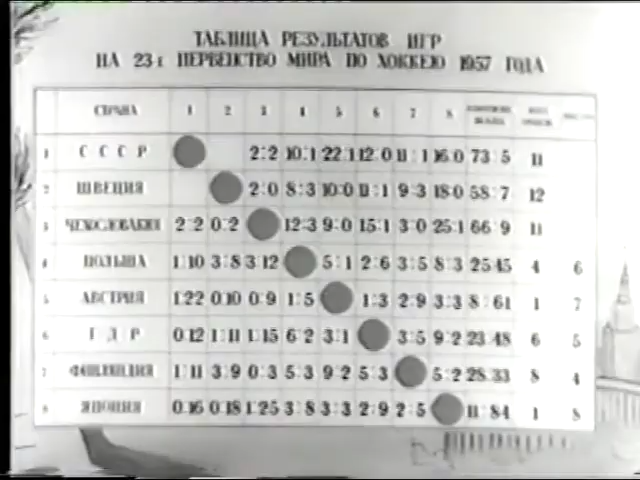 ТАБЛИЦА РЕЗУЛЬТАТОВ ИГР
НА 23-Е ПЕРВЕНСТВО МИРА ПО ХОККЕЮ 1957 ГОДА
СТРАНА 1 2 3 4 5 6 7 8
1 СССР 2:2 10:1 22:1 12:0 11:1 16:0 73:5 11
2 ШВЕЦИЯ 2:0 8:3 10:0 11:1 9:3 18:0 58:7 12
3 ЧЕХОСЛОВАКИЯ 2:2 0:2 12:3 9:0 15:1 3:0 25:1 66:9 11
4 ПОЛЬША 1:10 3:8 3:12 5:1 2:6 3:5 8:3 25:45 4 6
5 АВСТРИЯ 1:22 0:10 0:9 1:5 1:3 2:9 3:3 8:61 1 7
6 ГДР 0:12 1:11 1:15 6:2 3:1 3:5 9:2 23:48 6 5
7 ФИНЛЯНДИЯ 1:11 3:9 0:3 5:3 9:2 5:3 5:2 28:33 8 4
8 ЯПОНИЯ 0:16 0:18 1:25 3:8 3:3 2:9 2:5 11:84 1 8